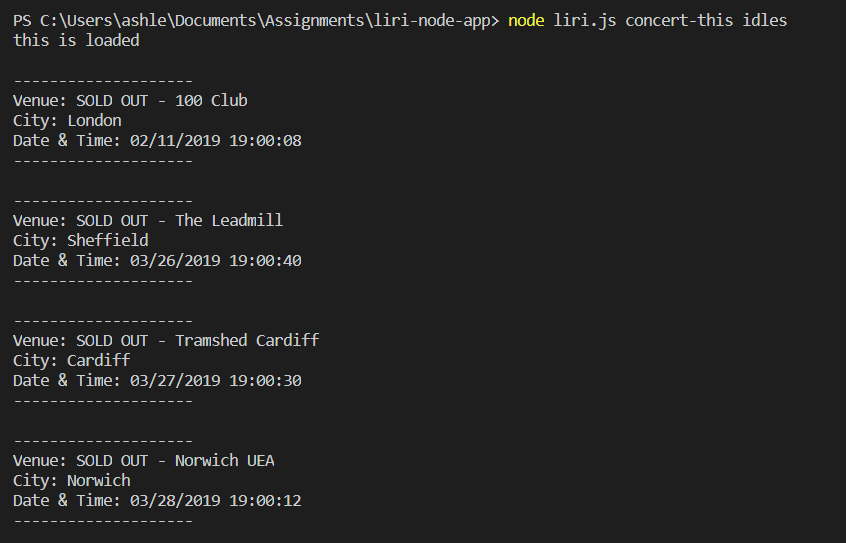 PS C:\Users\ashle\Documents\Assignments\liri-node-app> node liri.js concert-this idles
this is loaded
--------------------
Venue: SOLD OUT - 100 Club
City: London
Date & Time: 02/11/2019 19:00:08
--------------------
--------------------
Venue: SOLD OUT - The Leadmill
City: Sheffield
Date & Time: 03/26/2019 19:00:40
--------------------
--------------------
Venue: SOLD OUT - Tramshed Cardiff
City: Cardiff
Date & Time: 03/27/2019 19:00:30
--------------------
--------------------
Venue: SOLD OUT - Norwich UEA
City: Norwich
Date & Time: 03/28/2019 19:00:12
--------------------